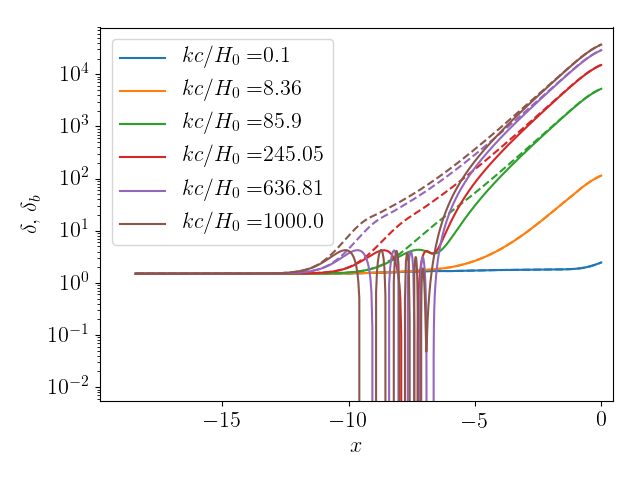 kc/H₀ =0.1
kc/H₀ =8.36
kc/H₀ =85.9
kc/H₀ =245.05
kc/H₀ =636.81
kc/H₀ =1000.0
δ, δ_b
10⁴
10³
10²
10¹
10⁰
10⁻¹
10⁻²
−15 −10 −5 0
x